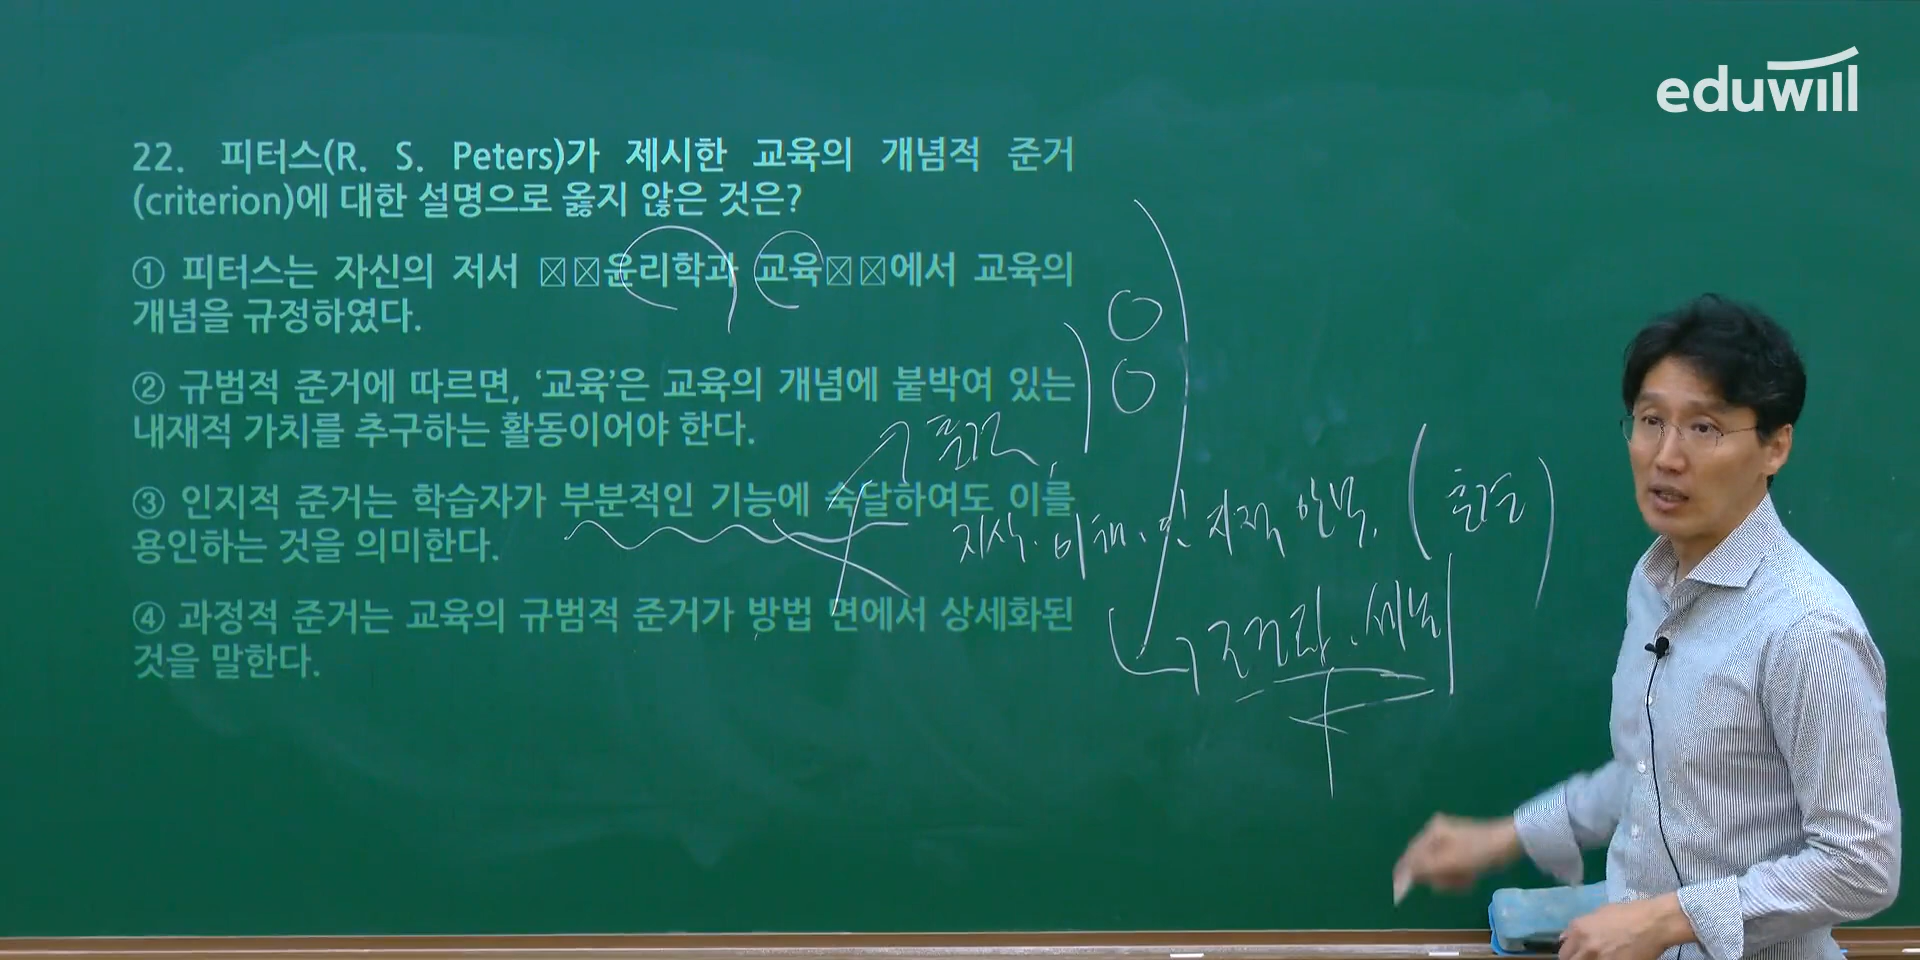 eduwill
22. 피터스(R. S. Peters)가 제시한 교육의 개념적 준거
(criterion)에 대한 설명으로 옳지 않은 것은?
① 피터스는 자신의 저서 윤리학과 교육에서 교육의
개념을 규정하였다.
② 규범적 준거에 따르면, ‘교육’은 교육의 개념에 붙박여 있는
내재적 가치를 추구하는 활동이어야 한다.
③ 인지적 준거는 학습자가 부분적인 기능에 숙달하여도 이를
용인하는 것을 의미한다.
④ 과정적 준거는 교육의 규범적 준거가 방법 면에서 상세화된
것을 말한다.
지식. 이해. 지적 안목.